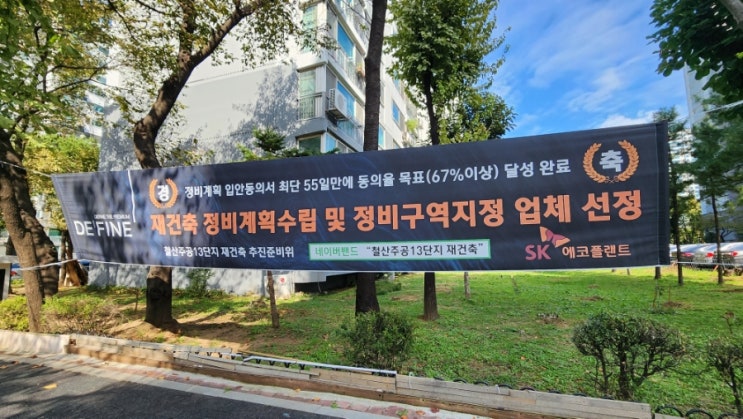 경
정비계획 입안동의서 최단 55일만에 동의율 목표(67%이상) 달성 완료
축
DEFINE THE PREMIUM
DEFINE
재건축 정비계획수립 및 정비구역지정 업체 선정
철산주공13단지 재건축 추진준비위
네이버밴드 "철산주공13단지 재건축"
SK 에코플랜트